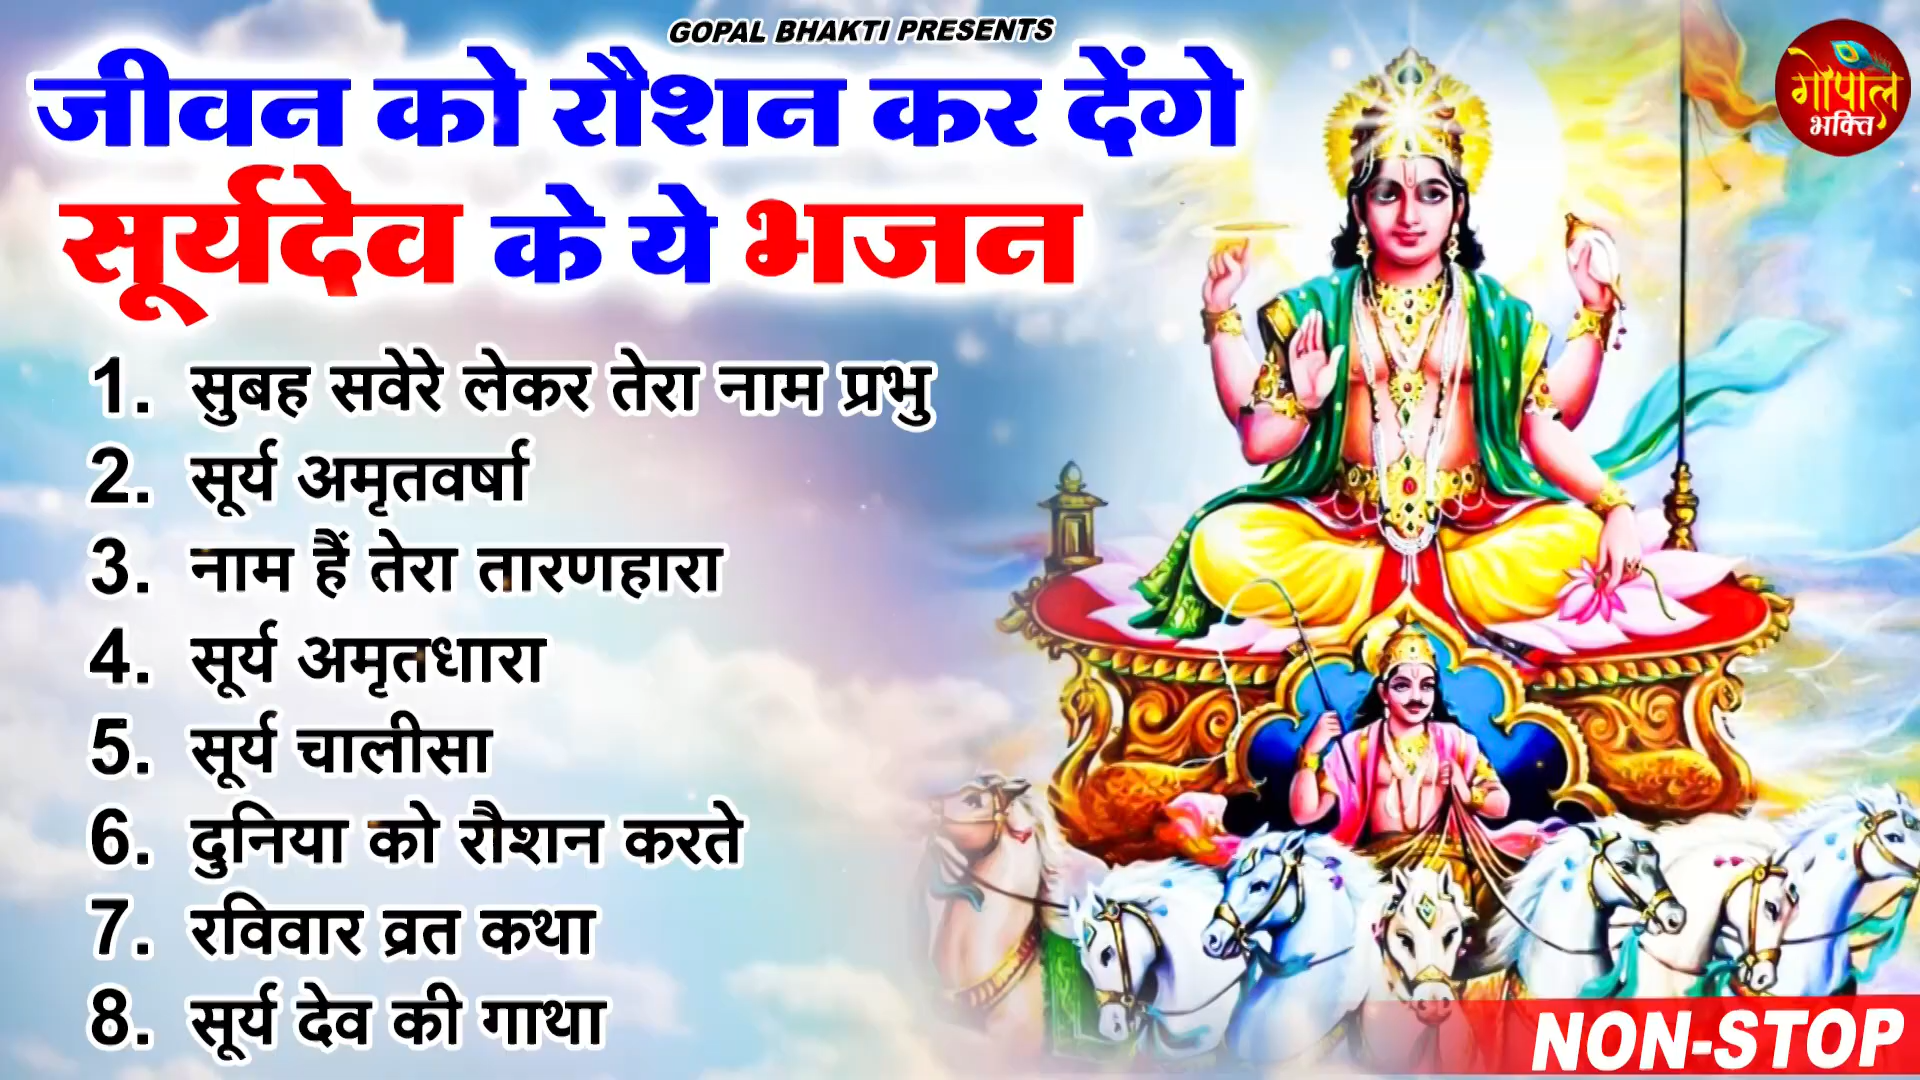 GOPAL BHAKTI PRESENTS
जीवन को रौशन कर देंगे
सूर्यदेव के ये भजन
गोपाल
भक्ति
1. सुबह सवेरे लेकर तेरा नाम प्रभु
2. सूर्य अमृतवर्षा
3. नाम हैं तेरा तारणहारा
4. सूर्य अमृतधारा
5. सूर्य चालीसा
6. दुनिया को रौशन करते
7. रविवार व्रत कथा
8. सूर्य देव की गाथा
NON-STOP